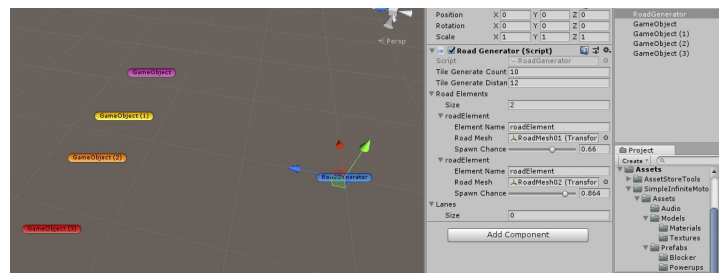 Persp
GameObject
GameObject (1)
GameObject (2)
GameObject (3)
RoadGenerator
Position X 0 Y 0 Z 0
Rotation X 0 Y 0 Z 0
Scale X 1 Y 1 Z 1
Road Generator (Script)
Script RoadGenerator
Tile Generate Count 10
Tile Generate Distan 12
Road Elements
Size 2
roadElement
Element Name roadElement
Road Mesh RoadMesh01 (Transfor
Spawn Chance 0.66
roadElement
Element Name roadElement
Road Mesh RoadMesh02 (Transfor
Spawn Chance 0.864
Lanes
Size 0
Add Component
RoadGenerator
GameObject
GameObject (1)
GameObject (2)
GameObject (3)
Project
Create
Assets
AssetStoreTools
SimpleInfiniteMoto
Assets
Audio
Models
Materials
Textures
Prefabs
Blocker
Powerups